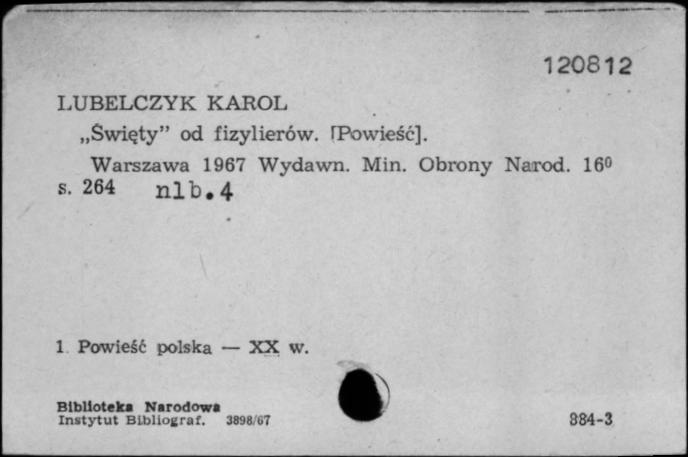 120812
LUBELCZYK KAROL
„Święty” od fizylierów. [Powieść].
Warszawa 1967 Wydawn. Min. Obrony Narod. 16⁰
s. 264 nlb.4
1. Powieść polska — XX w.
Biblioteka Narodowa
Instytut Bibliograf. 3898/67
884-3